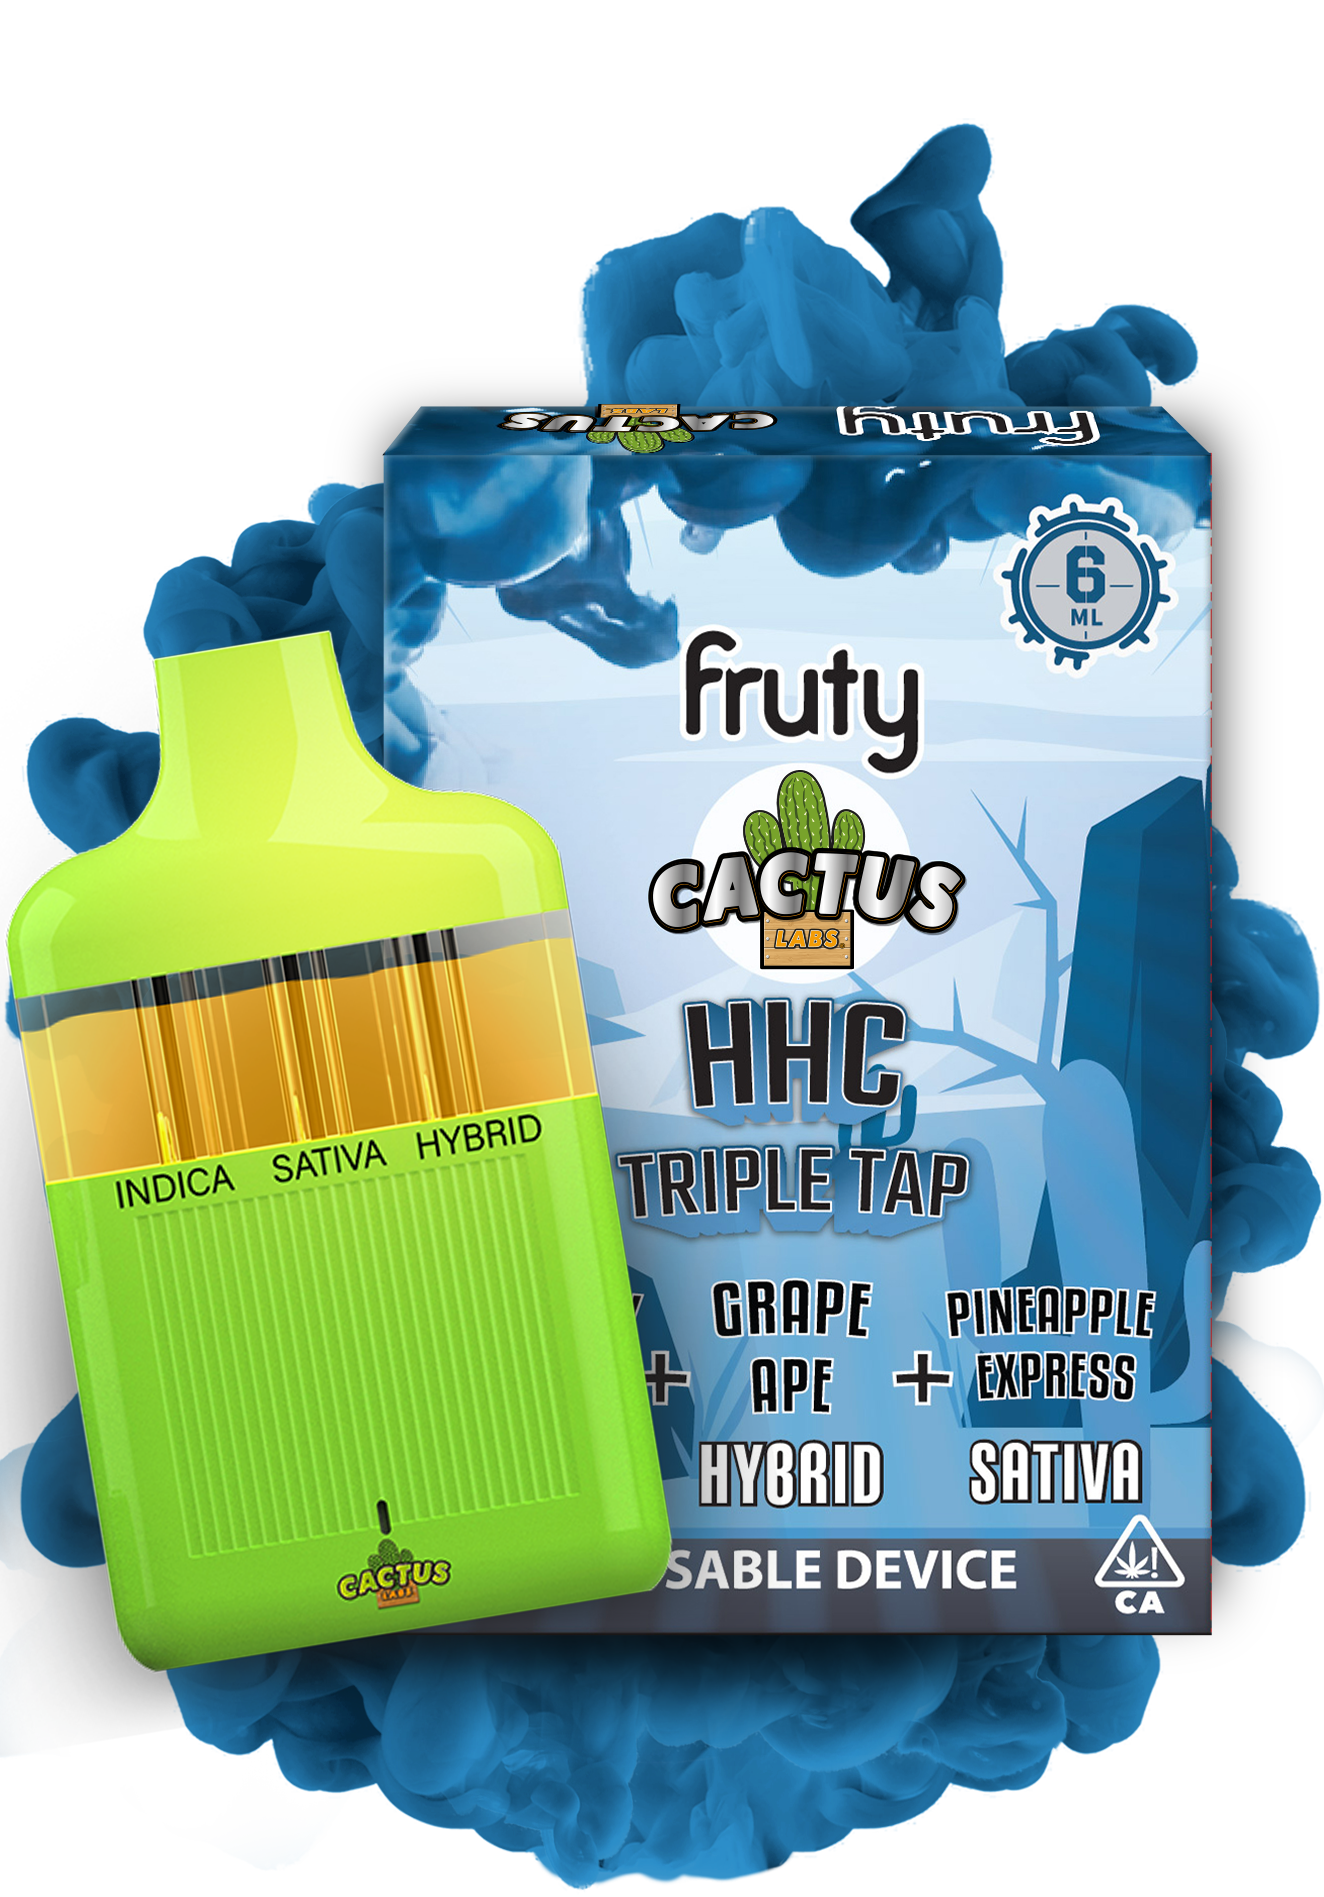 CACTUS
fruty
6
ML
fruty
CACTUS
LABS
HHC
TRIPLE TAP
GRAPE
APE
HYBRID
+
PINEAPPLE
EXPRESS
SATIVA
+
SABLE DEVICE
CA
INDICA SATIVA HYBRID
CACTUS
LABS